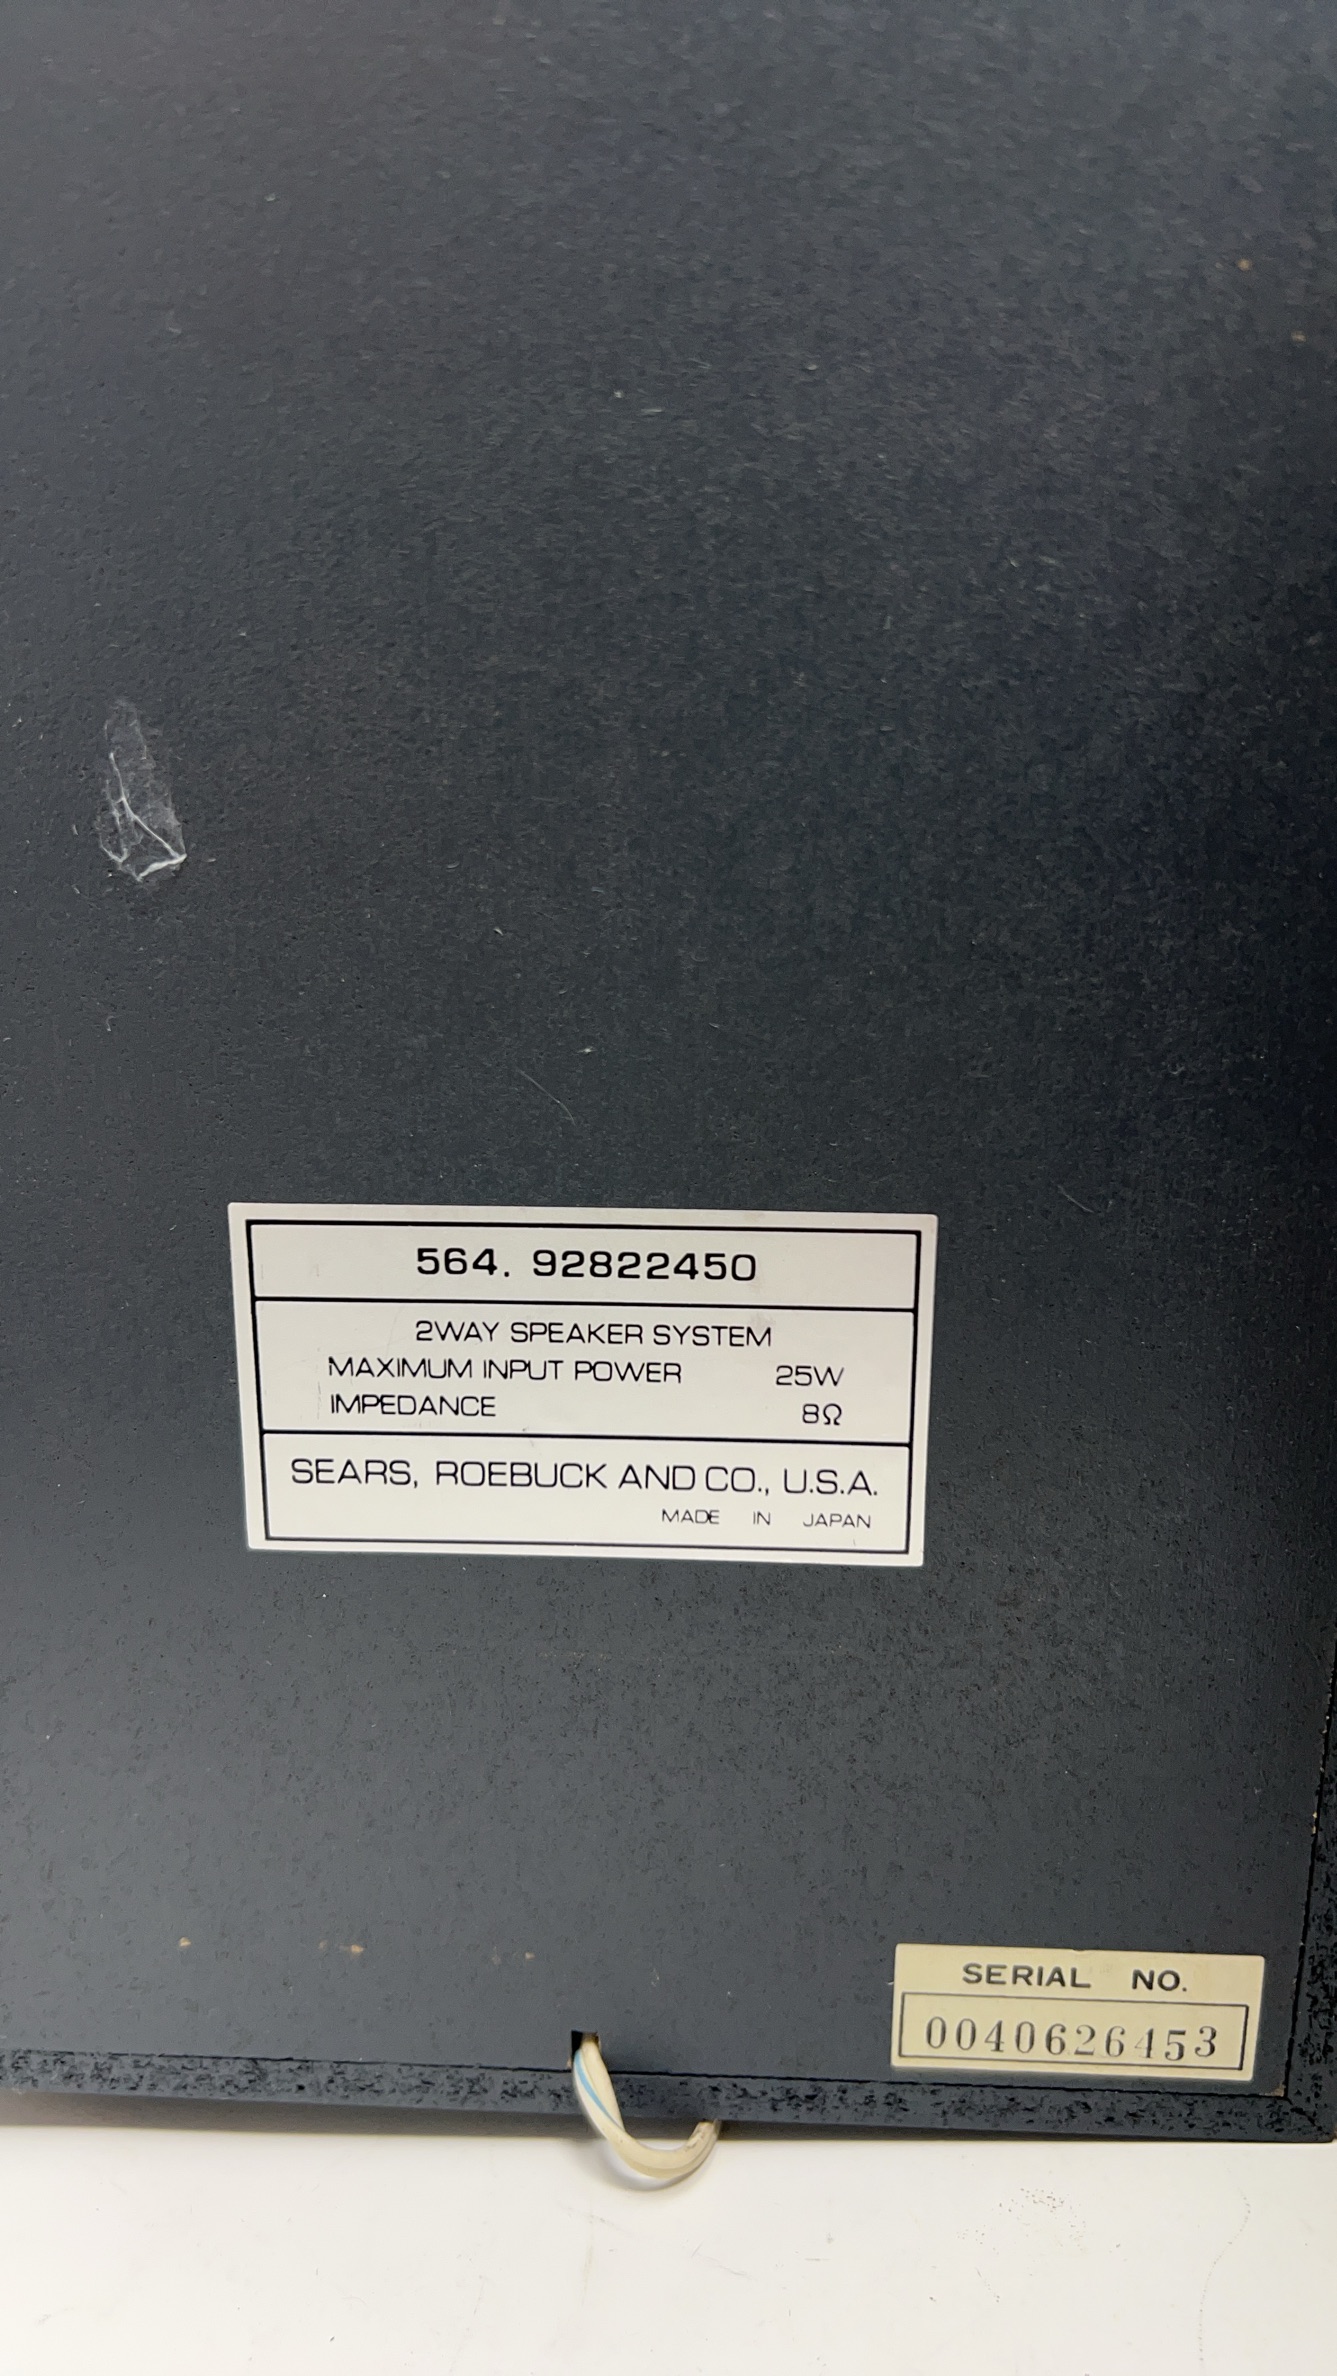 564. 92822450
2WAY SPEAKER SYSTEM
MAXIMUM INPUT POWER 25W
IMPEDANCE 8Ω
SEARS, ROEBUCK AND CO., U.S.A.
MADE IN JAPAN
SERIAL NO.
0040626453